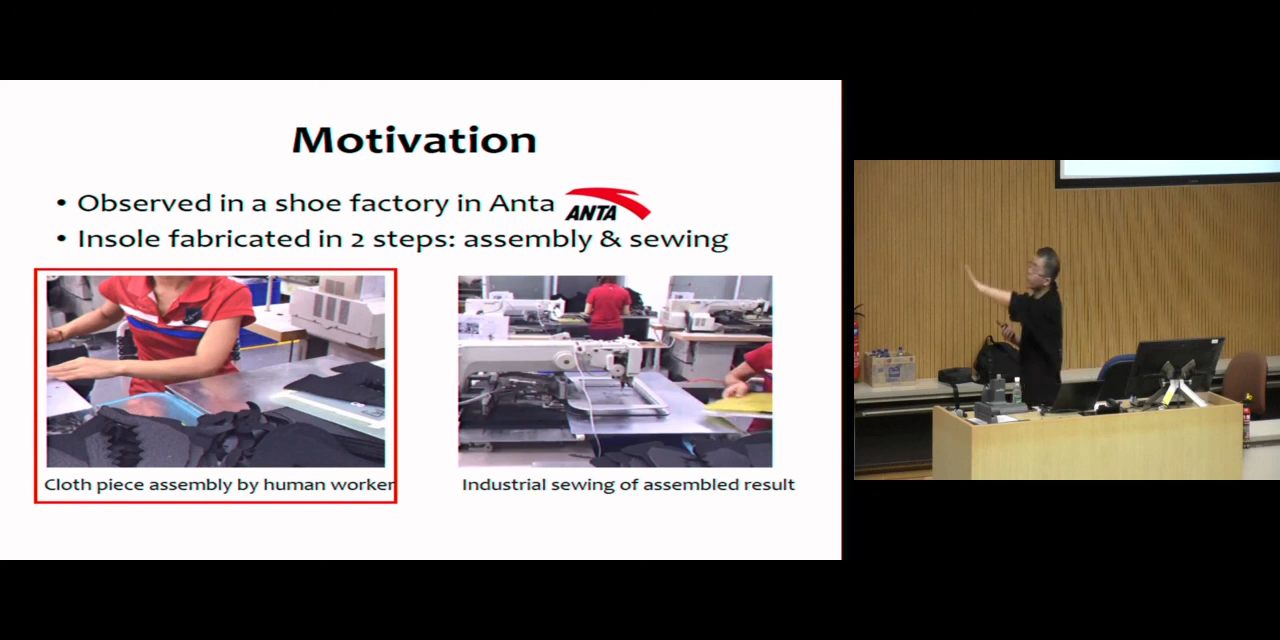 Motivation
• Observed in a shoe factory in Anta ANTA
• Insole fabricated in 2 steps: assembly & sewing
Cloth piece assembly by human worker
Industrial sewing of assembled result